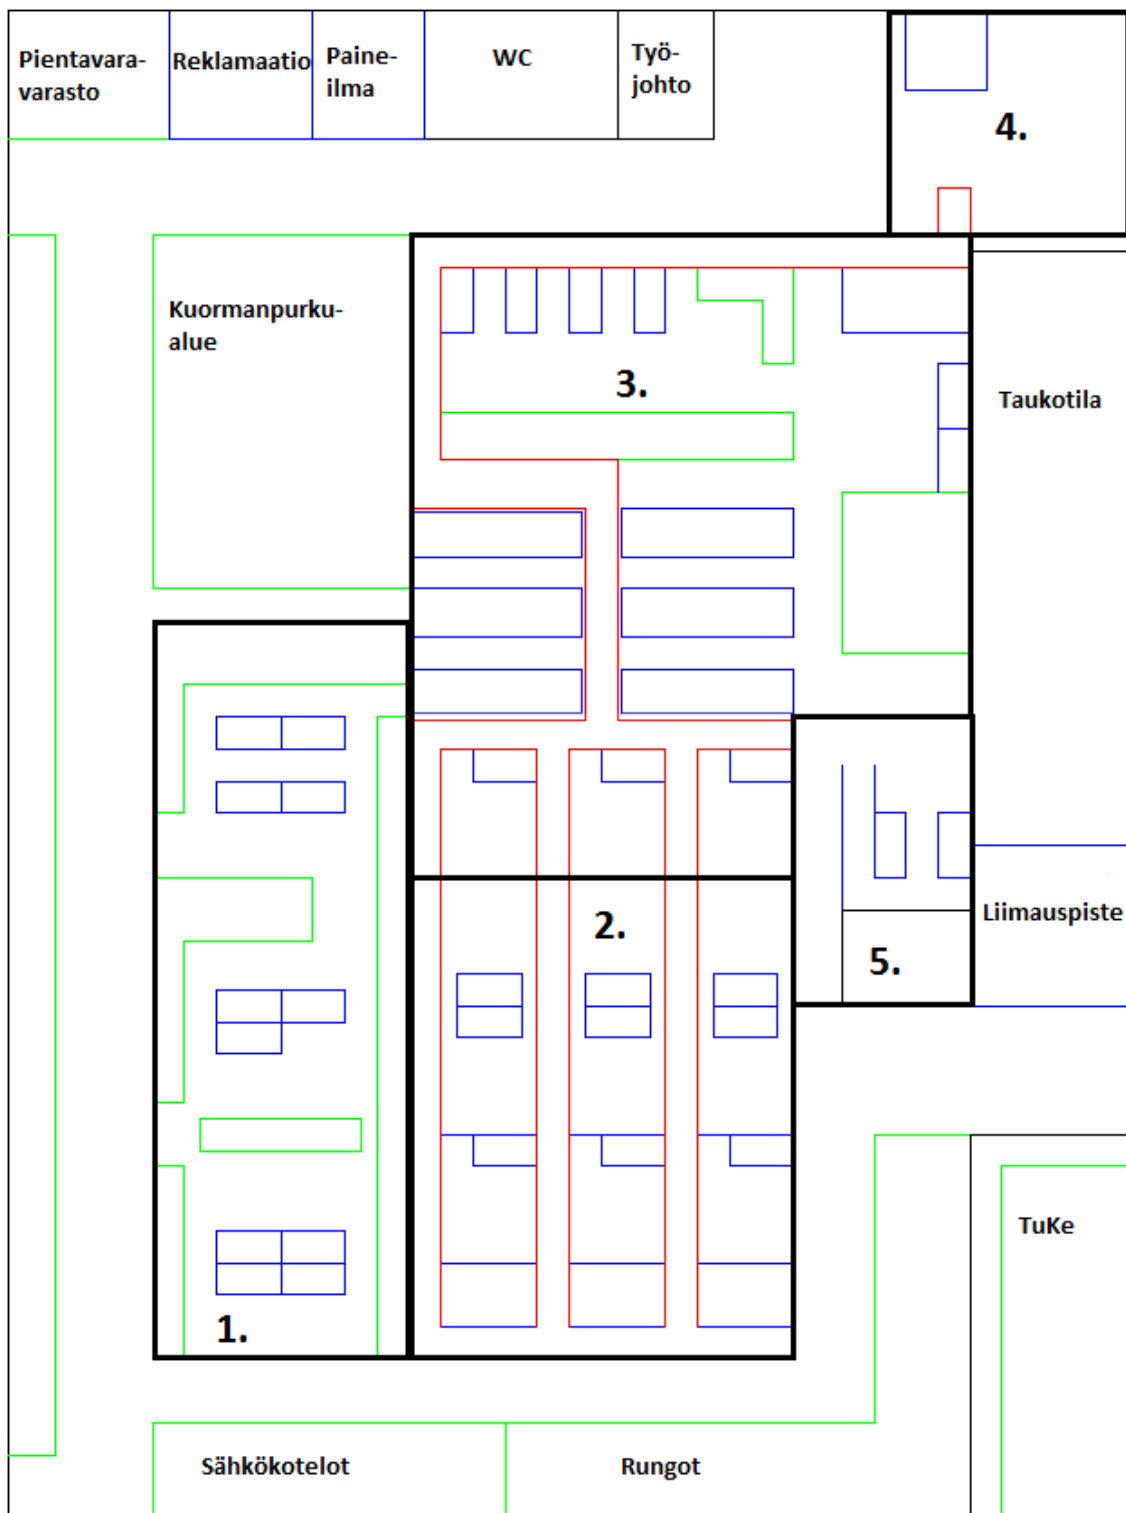 Pientavara-
varasto
Reklamaatio
Paine-
ilma
WC
Työ-
johto
4.
Kuormanpurku-
alue
3.
Taukotila
2.
Liimauspiste
5.
TuKe
1.
Sähkökotelot
Rungot